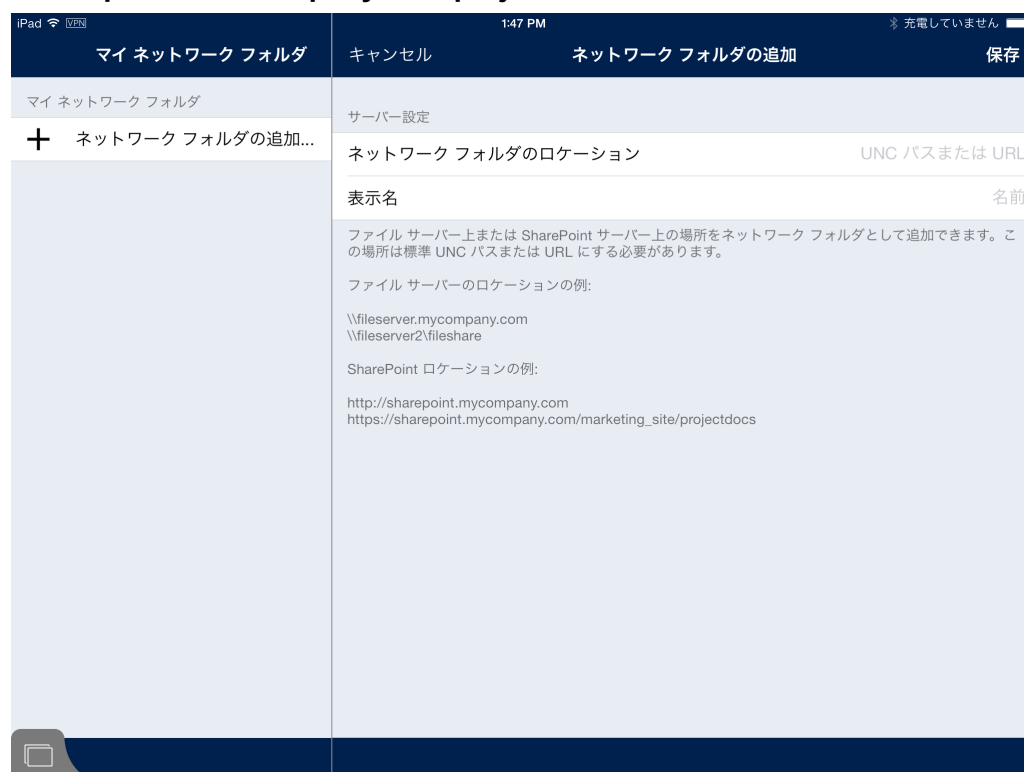 iPad VPN 1:47 PM 充電していません
マイ ネットワーク フォルダ
キャンセル ネットワーク フォルダの追加 保存
マイ ネットワーク フォルダ
ネットワーク フォルダの追加...
サーバー設定
ネットワーク フォルダのロケーション UNC パスまたは URL
表示名 名前
ファイル サーバー上または SharePoint サーバー上の場所をネットワーク フォルダとして追加できます。こ
の場所は標準 UNC パスまたは URL にする必要があります。
ファイル サーバーのロケーションの例:
\\fileserver.mycompany.com
\\fileserver2\fileshare
SharePoint ロケーションの例:
http://sharepoint.mycompany.com
https://sharepoint.mycompany.com/marketing_site/projectdocs